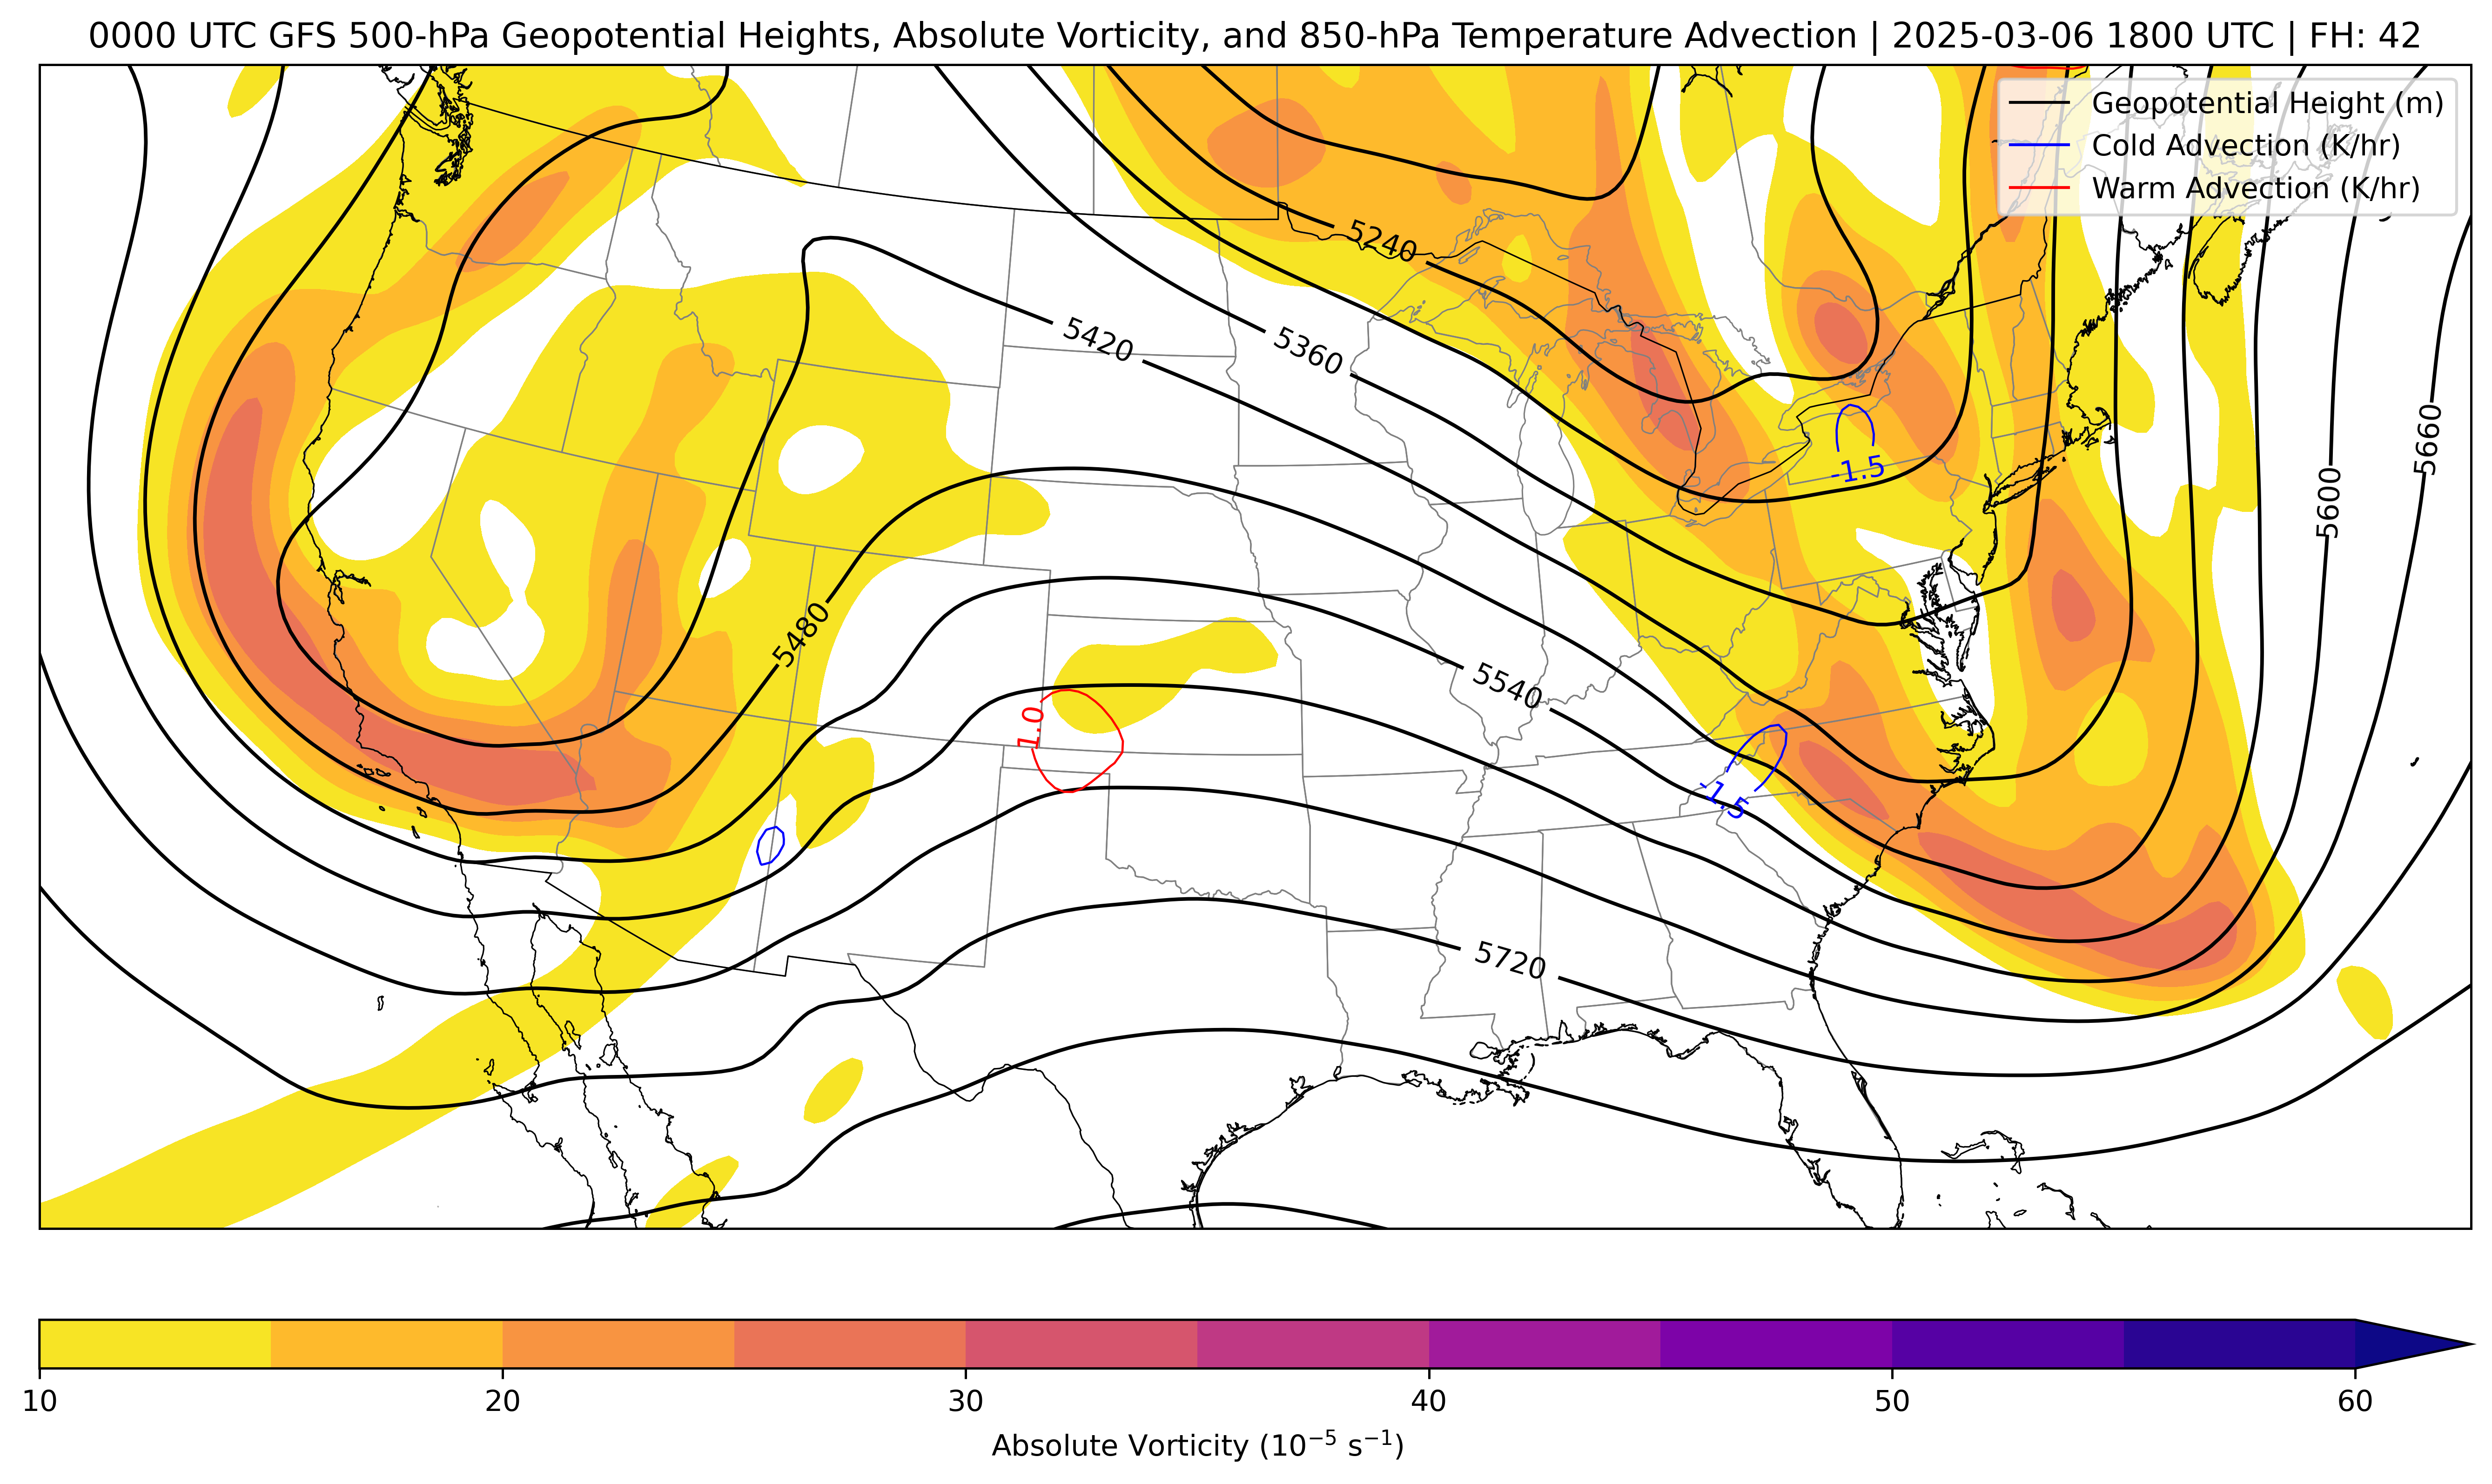 0000 UTC GFS 500-hPa Geopotential Heights, Absolute Vorticity, and 850-hPa Temperature Advection | 2025-03-06 1800 UTC | FH: 42
Geopotential Height (m)
Cold Advection (K/hr)
Warm Advection (K/hr)
5240
5420
5360
5660
-1.5
5600
5480
5540
1.0
-1.5
5720
10 20 30 40 50 60
Absolute Vorticity (10⁻⁵ s⁻¹)